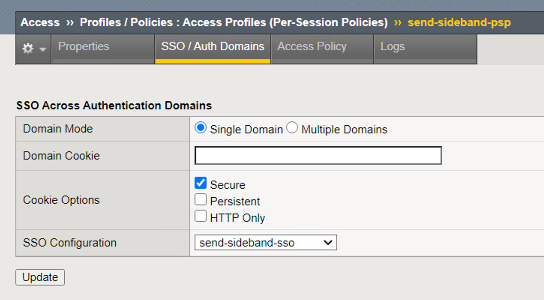 Access ›› Profiles / Policies : Access Profiles (Per-Session Policies) ›› send-sideband-psp
Properties SSO / Auth Domains Access Policy Logs
SSO Across Authentication Domains
Domain Mode Single Domain Multiple Domains
Domain Cookie
Cookie Options
Secure
Persistent
HTTP Only
SSO Configuration send-sideband-sso
Update